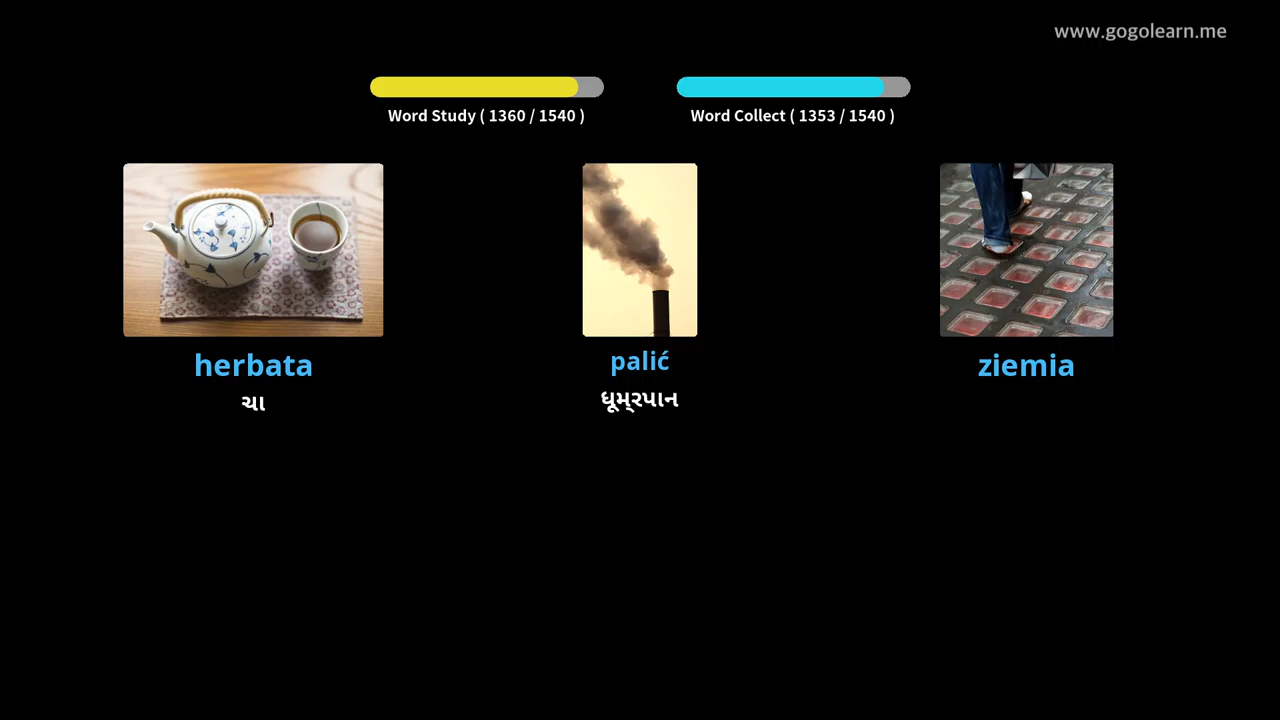 www.gogolearn.me
Word Study ( 1360 / 1540 )
Word Collect ( 1353 / 1540 )
herbata
palić
ziemia
ચા
ધૂમ્રપાન